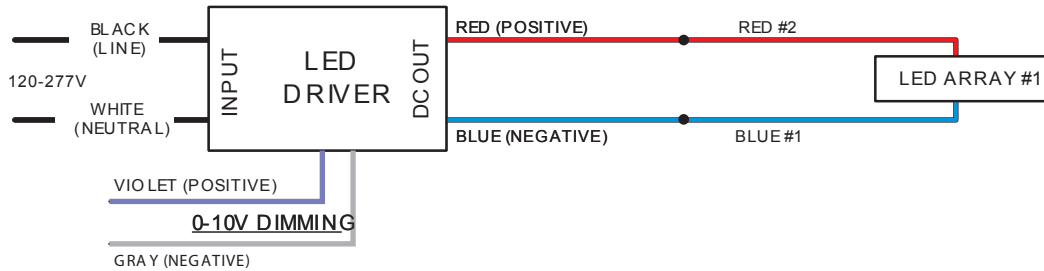 BLACK
(LINE)
120-277V
WHITE
(NEUTRAL)
INPUT
LED
DRIVER
DC OUT
RED (POSITIVE)
RED #2
LED ARRAY #1
BLUE (NEGATIVE)
BLUE #1
VIOLET (POSITIVE)
0-10V DIMMING
GRAY (NEGATIVE)